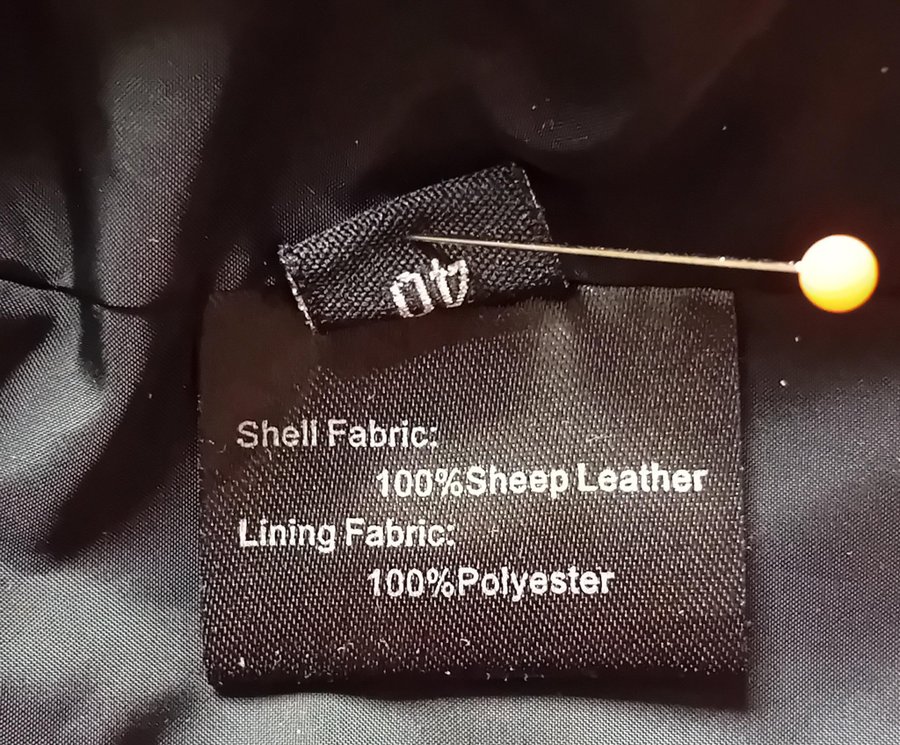 40
Shell Fabric:
100%Sheep Leather
Lining Fabric:
100%Polyester